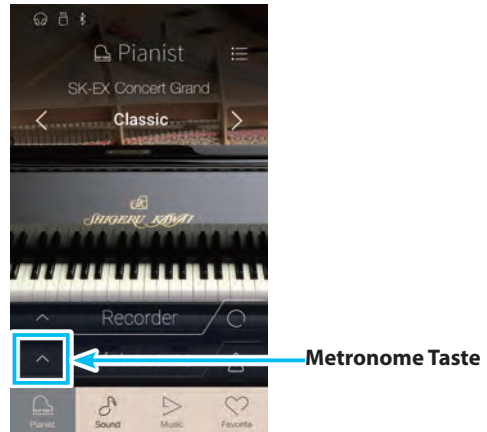 Pianist
SK-EX Concert Grand
Classic
SHIGERU KAWAI
Recorder
Metronome Taste
Pianist
Sound
Music
Favorite